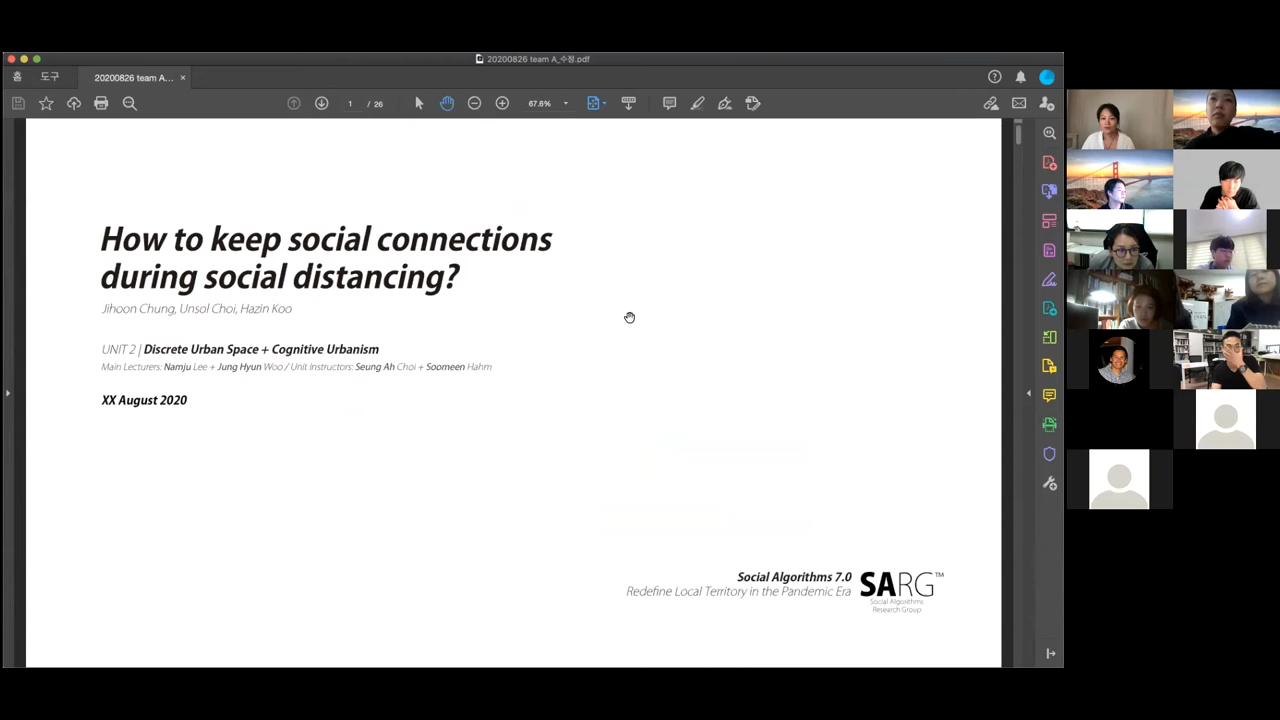 20200826 team A_수정.pdf
홈 도구 20200826 team A... ×
1 / 26 67.6%
How to keep social connections
during social distancing?
Jihoon Chung, Unsol Choi, Hazin Koo
UNIT 2 | Discrete Urban Space + Cognitive Urbanism
Main Lecturers: Namju Lee + Jung Hyun Woo / Unit Instructors: Seung Ah Choi + Soomeen Hahm
XX August 2020
Social Algorithms 7.0
Redefine Local Territory in the Pandemic Era
SARG™
Social Algorithms
Research Group